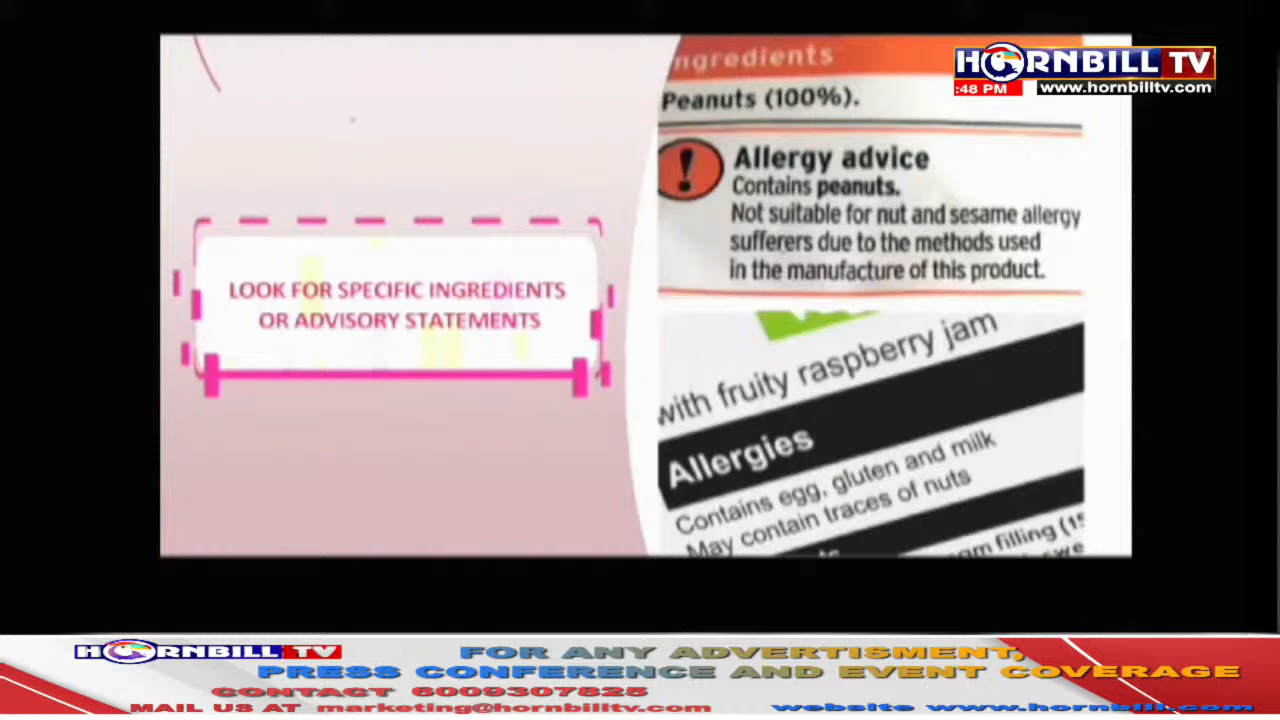 HORNBILL TV
:48 PM www.hornbilltv.com
LOOK FOR SPECIFIC INGREDIENTS
OR ADVISORY STATEMENTS
ngredients
Peanuts (100%).
! Allergy advice
Contains peanuts.
Not suitable for nut and sesame allergy
sufferers due to the methods used
in the manufacture of this product.
with fruity raspberry jam
Allergies
Contains egg, gluten and milk
May contain traces of nuts
filling (15
HORNBILL TV
FOR ANY ADVERTISMENT,
PRESS CONFERENCE AND EVENT COVERAGE
CONTACT 6009307825
MAIL US AT marketing@hornbilltv.com website www.hornbilltv.com